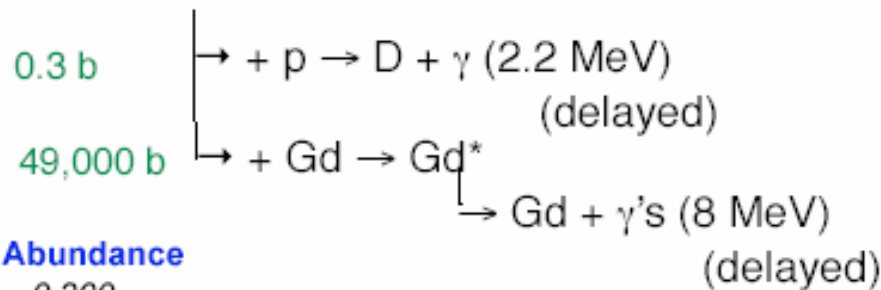 0.3 b → + p → D + γ (2.2 MeV)
(delayed)
49,000 b → + Gd → Gd*
→ Gd + γ's (8 MeV)
Abundance
(delayed)